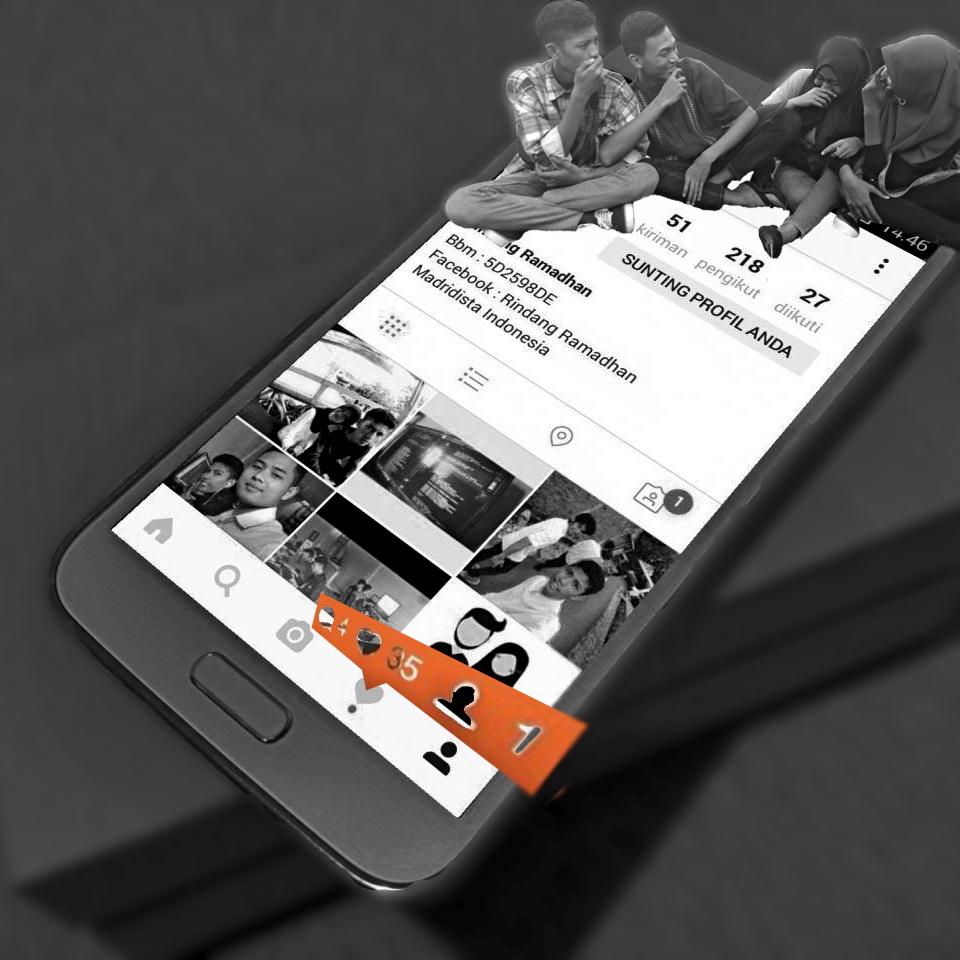 14.46
51 218 27
kiriman pengikut diikuti
SUNTING PROFIL ANDA
Ramadhan
Bbm : 5D2598DE
Facebook : Rindang Ramadhan
Madridista Indonesia
1
4 35 1